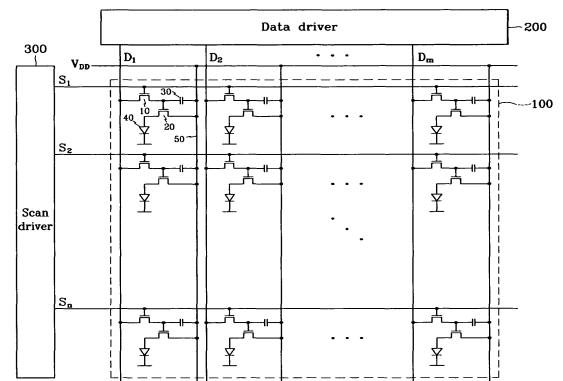 Data driver
200
300
D1 D2 Dm
VDD
S1
30
100
10
40
20
50
S2
Scan
driver
Sn